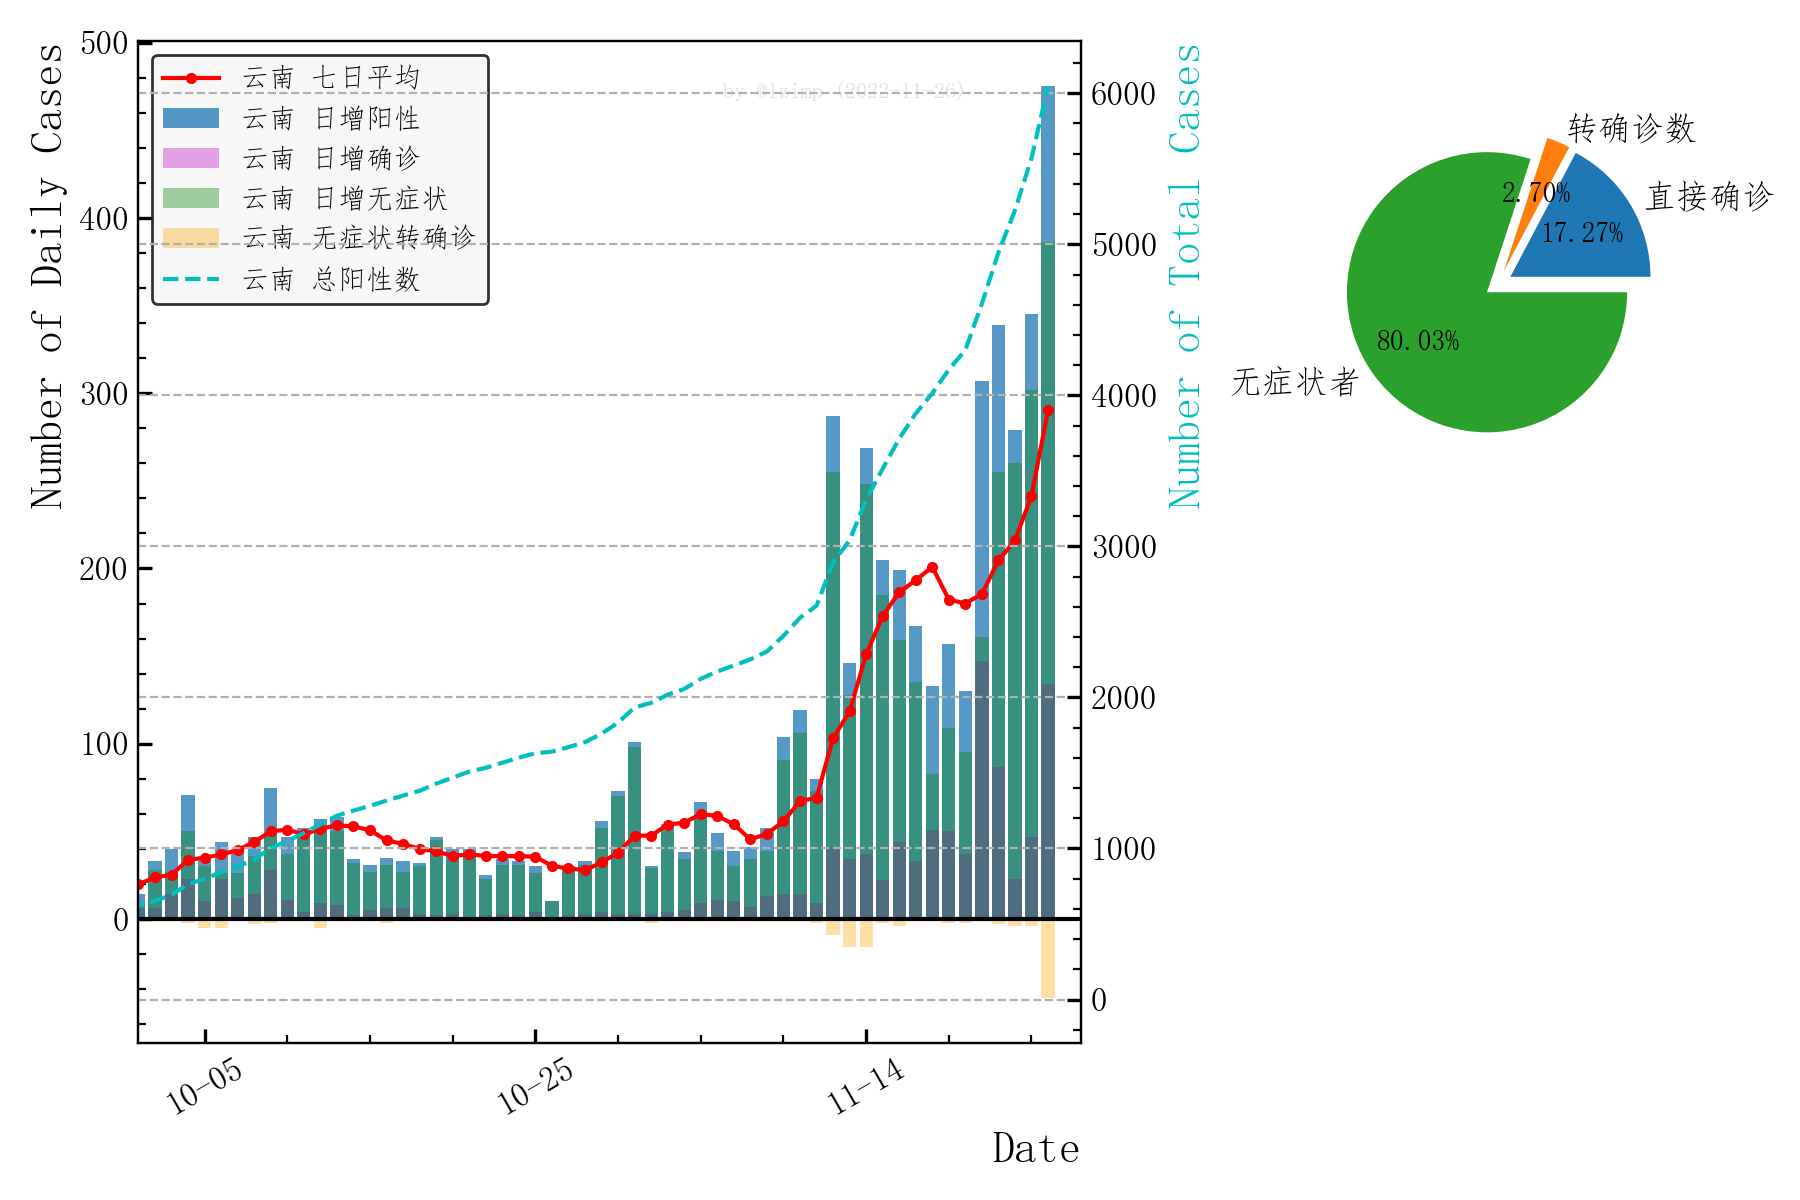 Number of Daily Cases
500
400
300
200
100
0
云南 七日平均
云南 日增阳性
云南 日增确诊
云南 日增无症状
云南 无症状转确诊
云南 总阳性数
(2022-11-26)
6000
5000
4000
3000
2000
1000
0
Number of Total Cases
10-05
10-25
11-14
Date
转确诊数
2.70%
直接确诊
17.27%
80.03%
无症状者